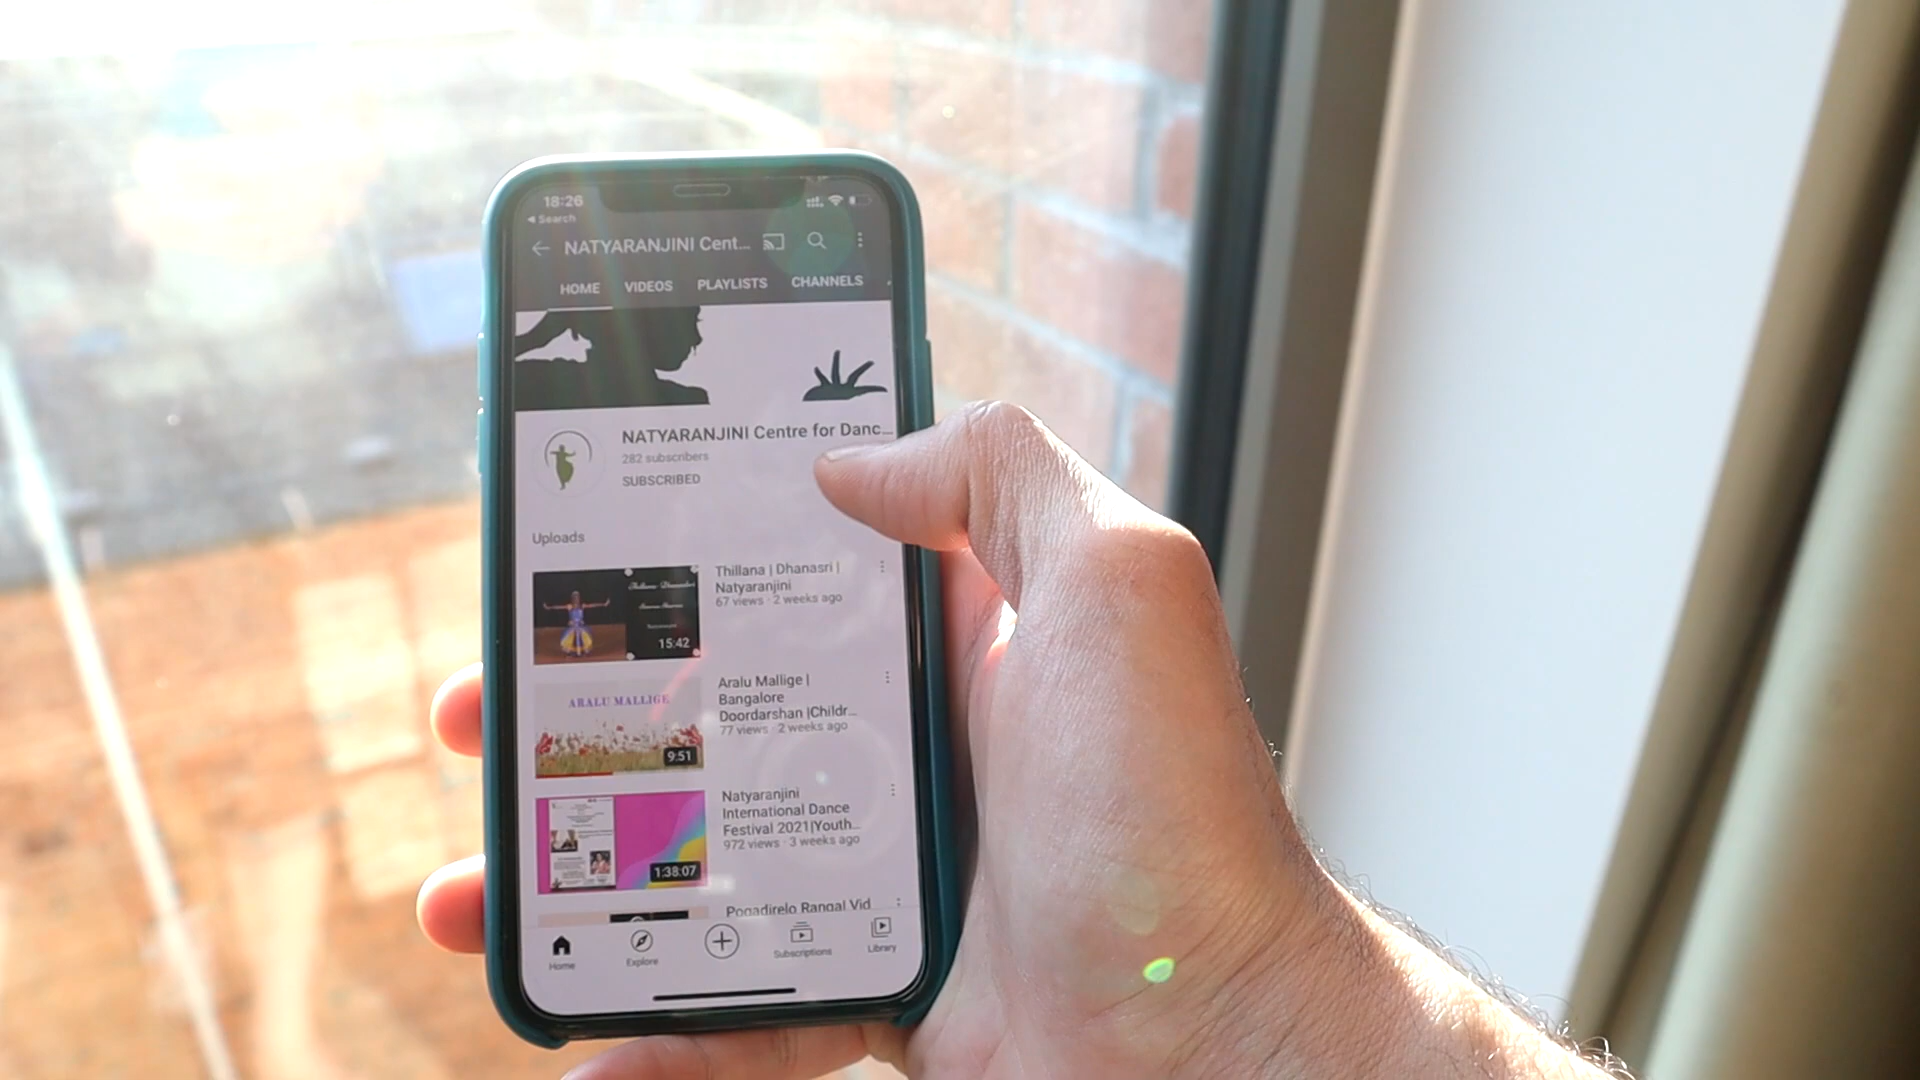 18:26
Search
NATYARANJINI Cent...
HOME VIDEOS PLAYLISTS CHANNELS
NATYARANJINI Centre for Danc...
282 subscribers
SUBSCRIBED
Uploads
Thillana | Dhanasri |
Natyaranjini
67 views · 2 weeks ago
Thillana Dhanasri
15:42
Aralu Mallige |
Bangalore
Doordarshan |Childr...
77 views · 2 weeks ago
ARALU MALLIGE
9:51
Natyaranjini
International Dance
Festival 2021|Youth...
972 views · 3 weeks ago
1:38:07
Pogadirelo Rangal Vid
Home Explore Subscriptions Library